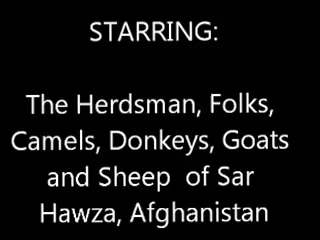 STARRING:
The Herdsman, Folks,
Camels, Donkeys, Goats
and Sheep of Sar
Hawza, Afghanistan